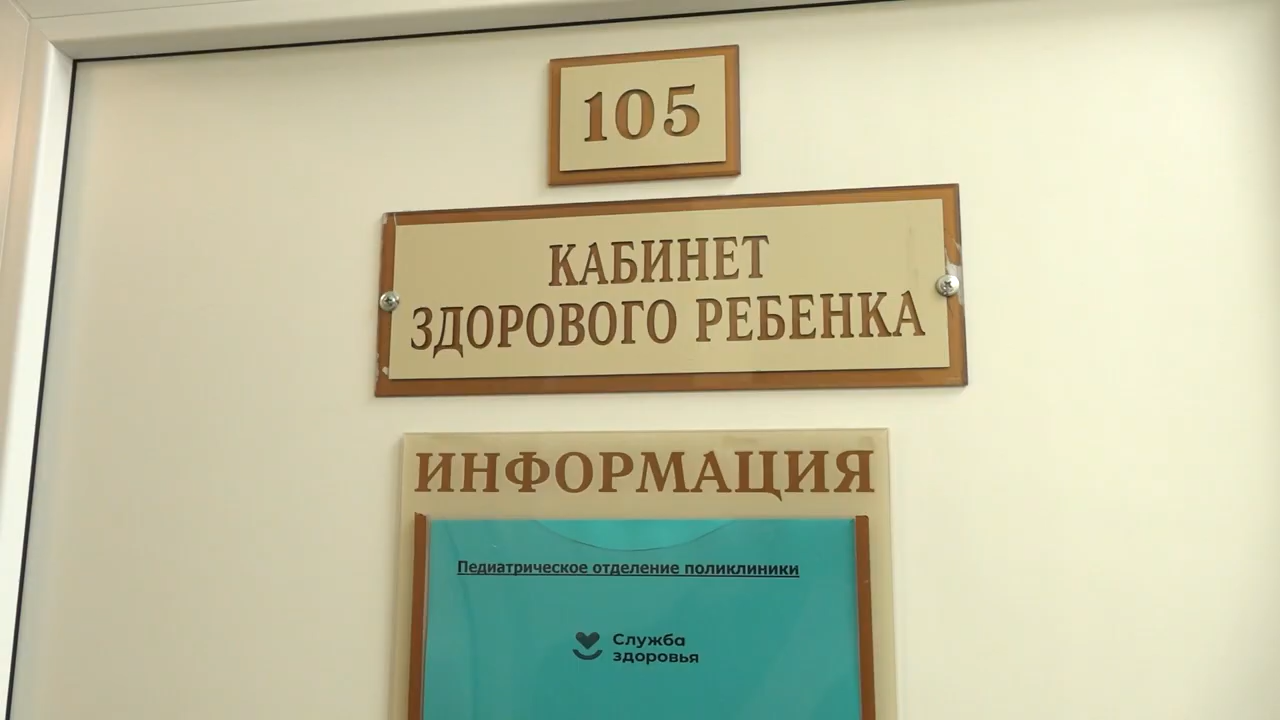 105
КАБИНЕТ
ЗДОРОВОГО РЕБЕНКА
ИНФОРМАЦИЯ
Педиатрическое отделение поликлиники
Служба
здоровья